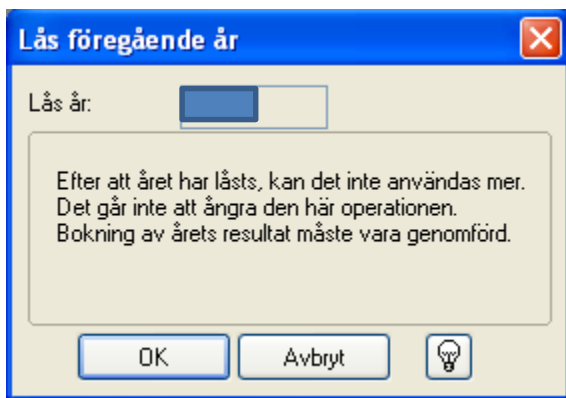 Lås föregående år
Lås år:
Efter att året har låsts, kan det inte användas mer.
Det går inte att ångra den här operationen.
Bokning av årets resultat måste vara genomförd.
OK Avbryt